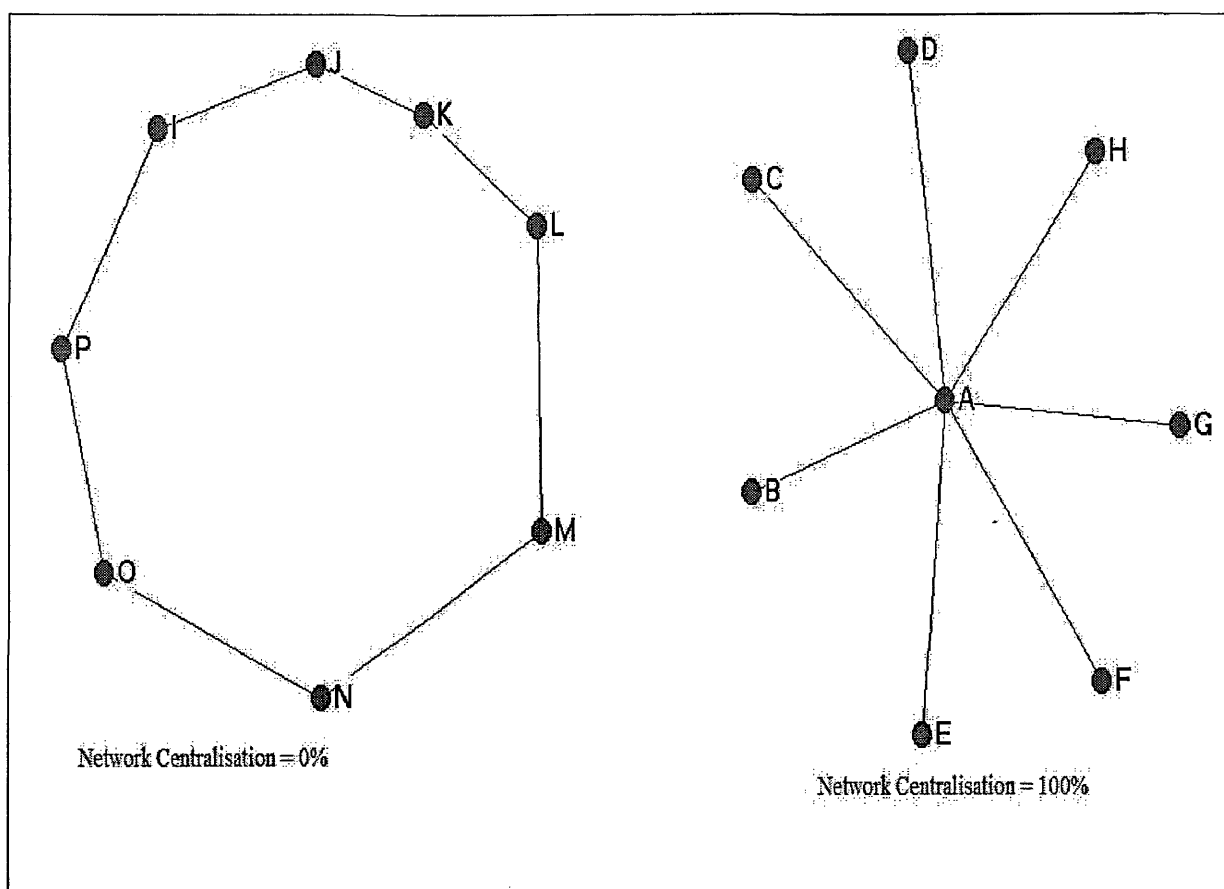 J
K
I
L
P
M
O
N
Network Centralisation = 0%
D
H
C
A
G
B
F
E
Network Centralisation = 100%